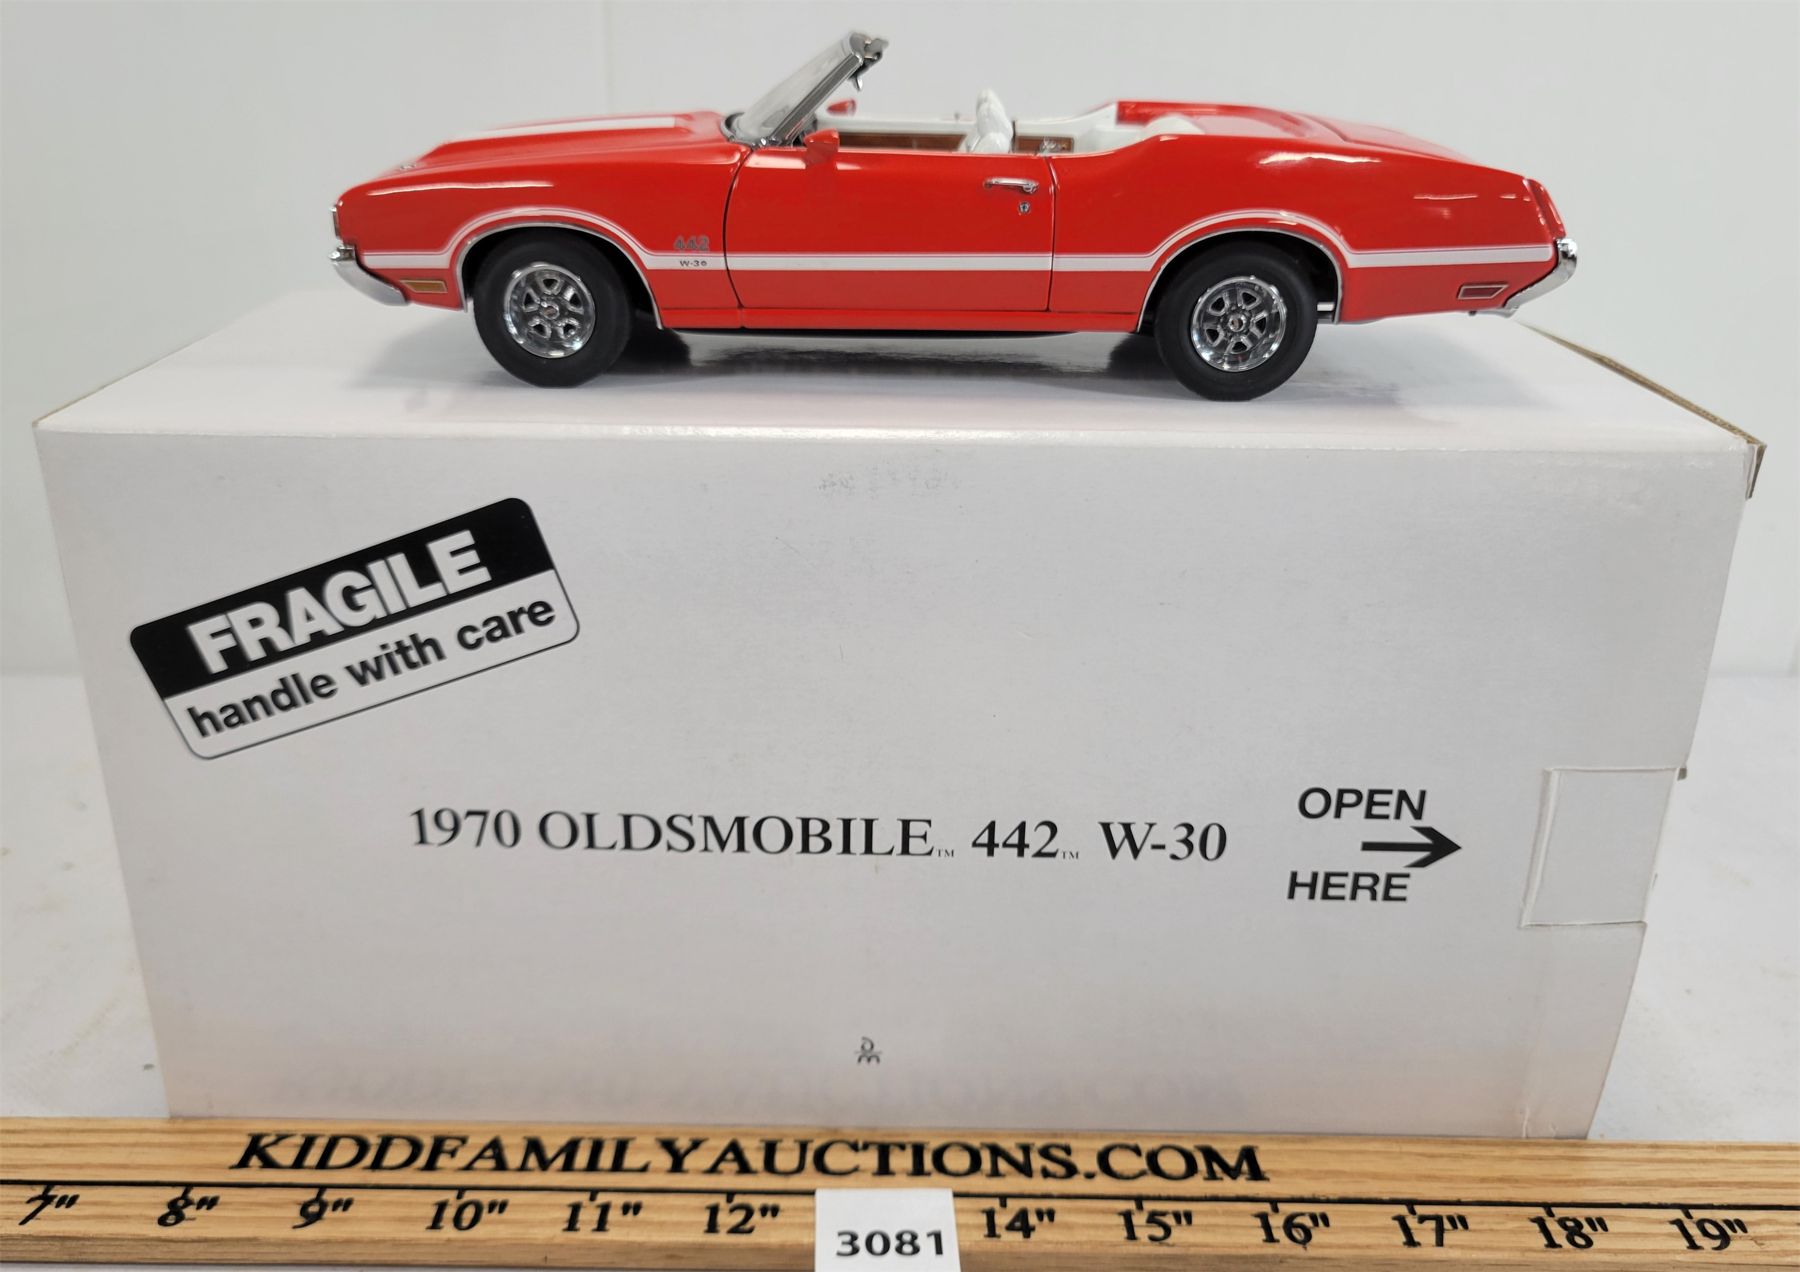 442
W-30
FRAGILE
handle with care
1970 OLDSMOBILE™ 442™ W-30
OPEN
HERE
KIDDFAMILYAUCTIONS.COM
7" 8" 9" 10" 11" 12" 14" 15" 16" 17" 18" 19"
3081